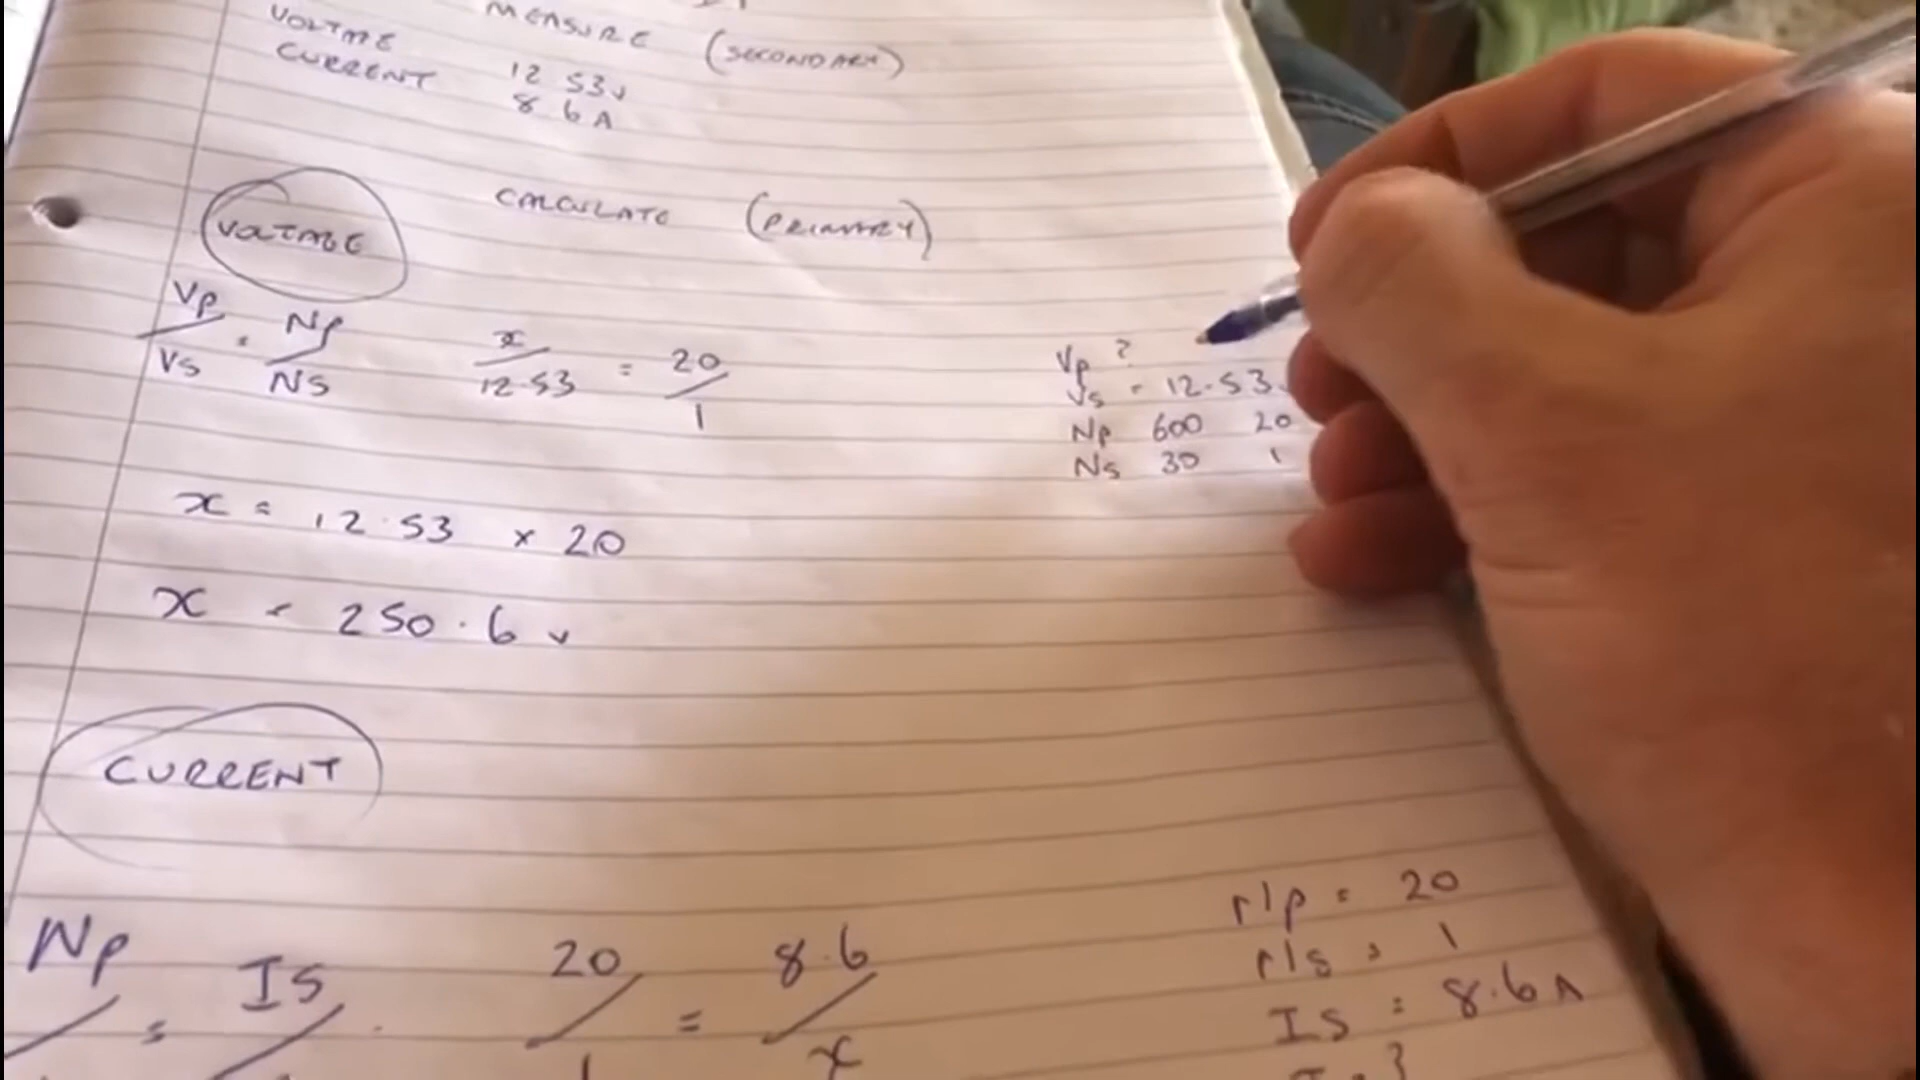 MEASURE (SECONDARY)
VOLTAGE 12.53v
CURRENT 8.6A
CALCULATE (PRIMARY)
VOLTAGE
Vp/Vs = Np/Ns x/12.53 = 20/1
Vp ?
Vs = 12.53
Np 600 20
Ns 30 1
x = 12.53 x 20
x = 250.6v
CURRENT
Np = Is 20/1 = 8.6/x
Np = 20
Ns = 1
Is = 8.6A